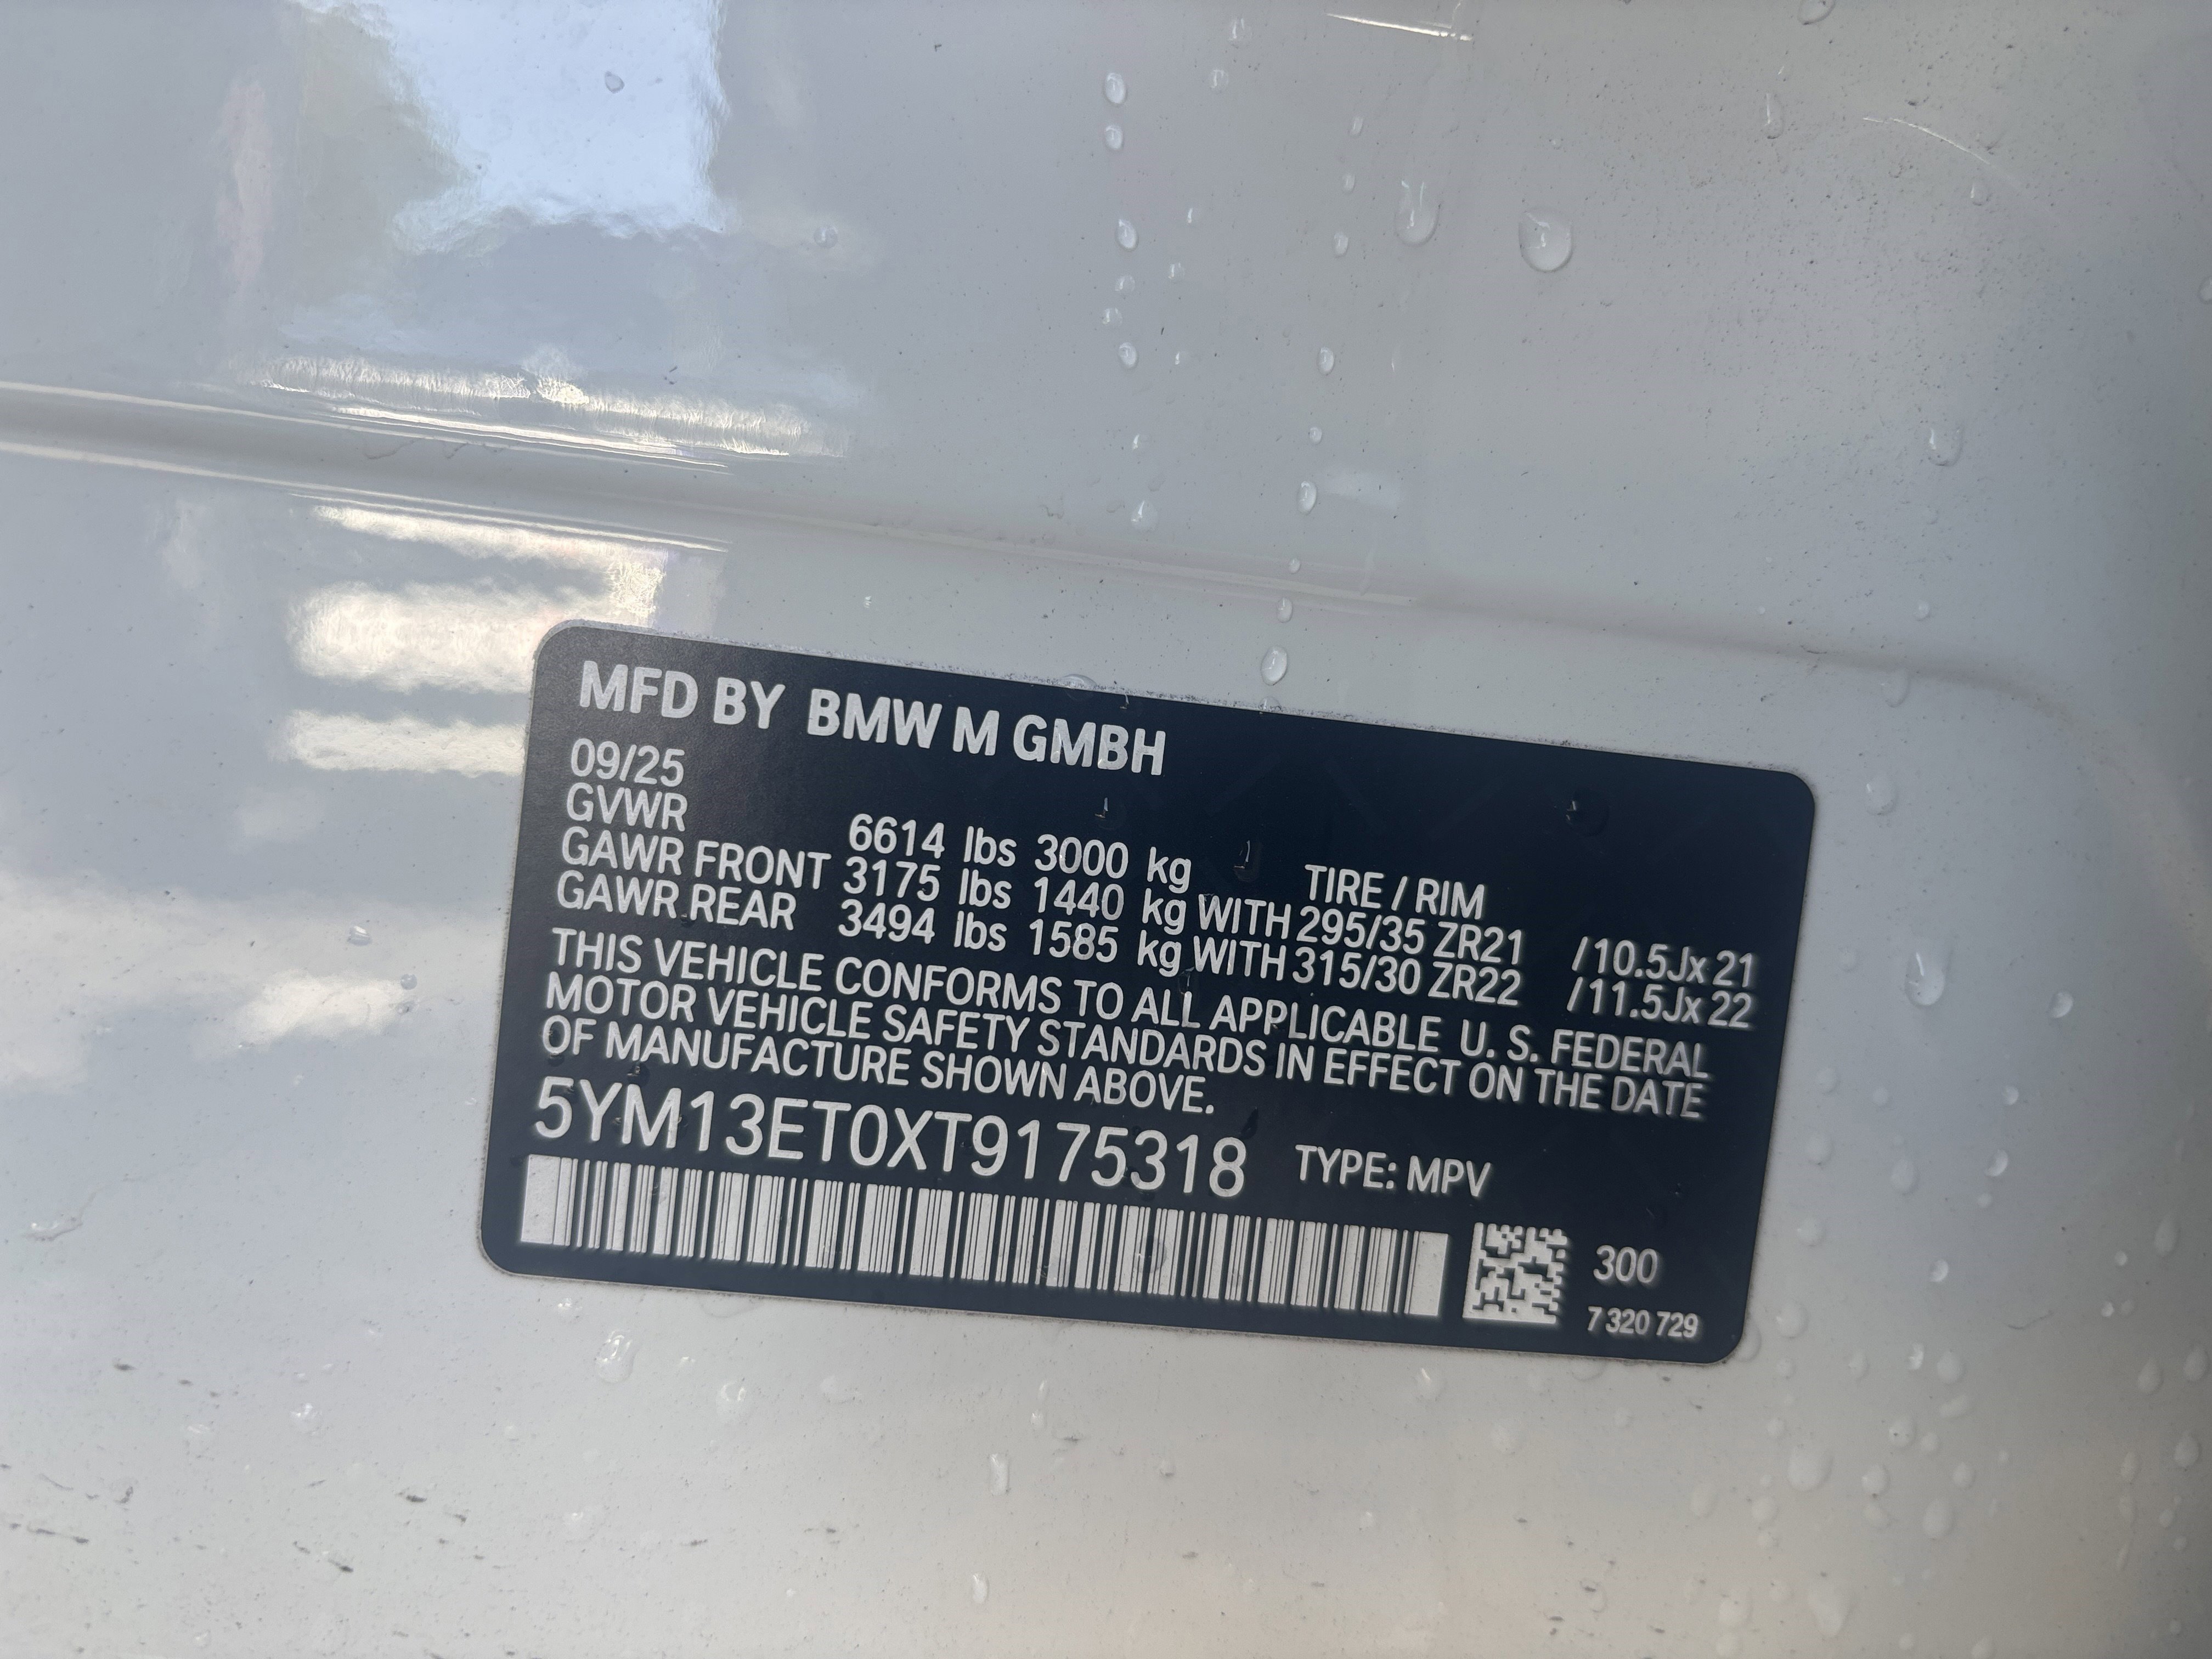 MFD BY BMW M GMBH
09/25
GVWR 6614 lbs 3000 kg TIRE / RIM
GAWR FRONT 3175 lbs 1440 kg WITH 295/35 ZR21 /10.5Jx 21
GAWR REAR 3494 lbs 1585 kg WITH 315/30 ZR22 /11.5Jx 22
THIS VEHICLE CONFORMS TO ALL APPLICABLE U. S. FEDERAL
MOTOR VEHICLE SAFETY STANDARDS IN EFFECT ON THE DATE
OF MANUFACTURE SHOWN ABOVE.
5YM13ET0XT9175318 TYPE: MPV
300
7 320 729